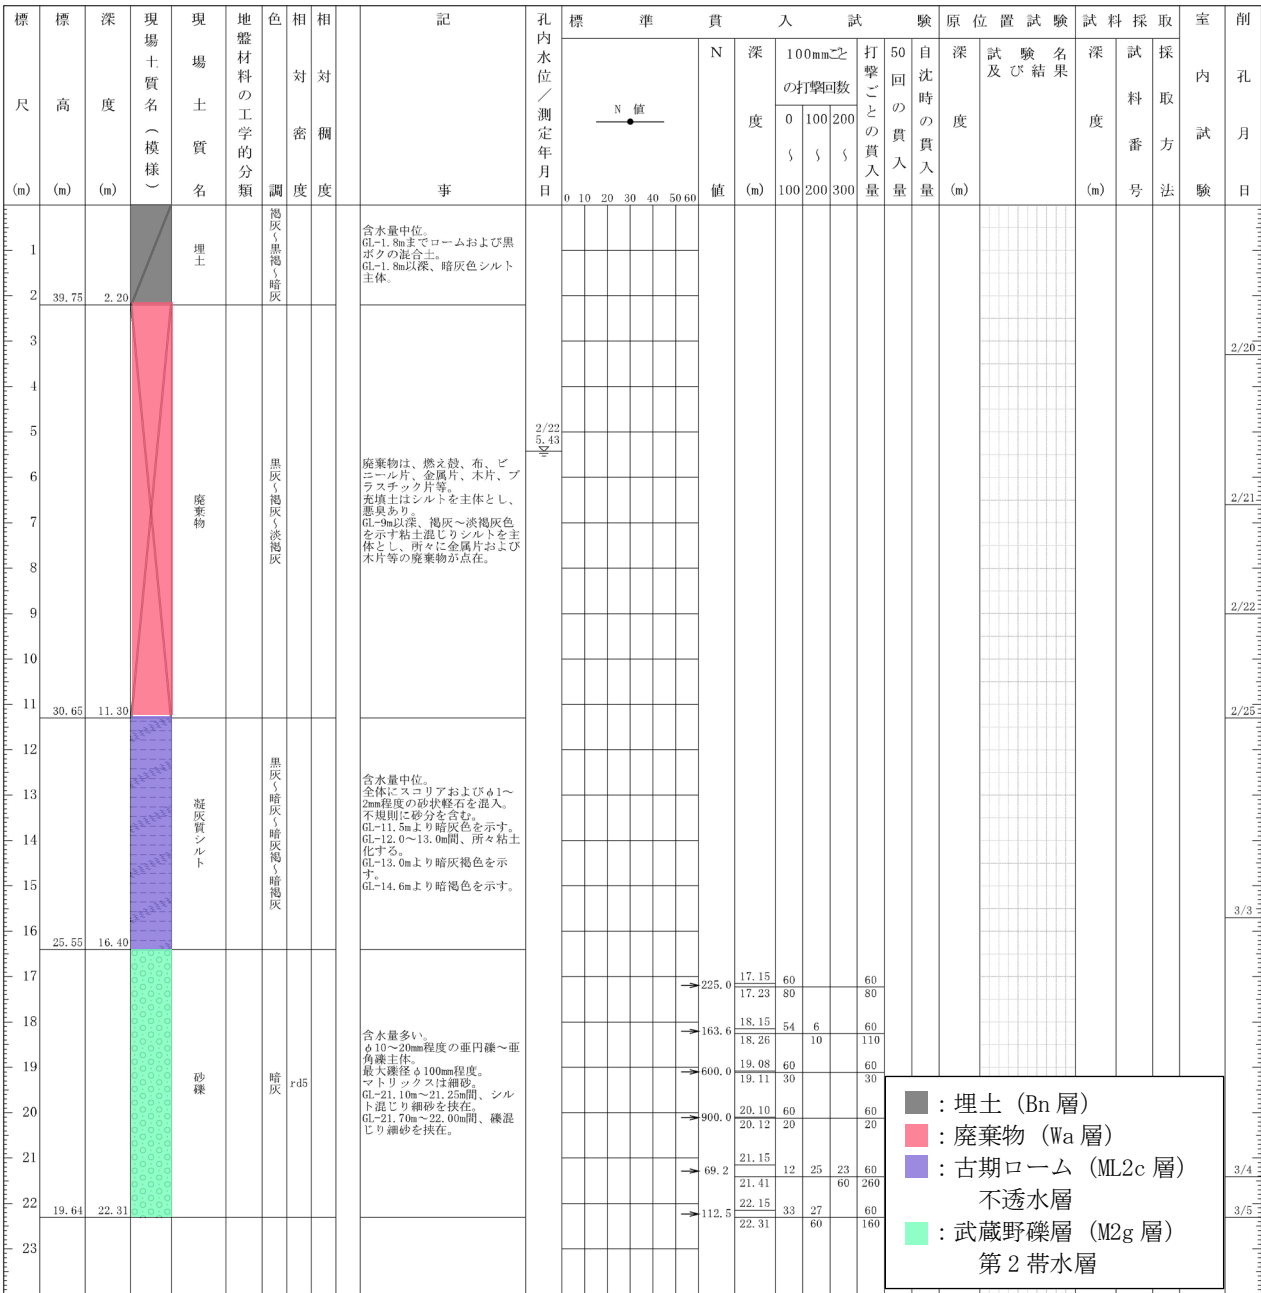 標尺(m)
標高(m)
深度(m)
現場土質名(模様)
現場土質名
地盤材料の工学的分類
色調
相対密度
相対稠度
記事
孔内水位/測定年月日
標準貫入試験
N値
0 10 20 30 40 50 60
N値
深度(m)
100mmごと
の打撃回数
0~100
100~200
200~300
打撃ごとの貫入量
50回の貫入量
自沈時の貫入量
原位置試験
深度(m)
試験名
及び結果
試料採取
深度(m)
試料番号
採取方法
室内試験
削孔月日
1
2
3
4
5
6
7
8
9
10
11
12
13
14
15
16
17
18
19
20
21
22
23
39.75 2.20
埋土
褐灰~黒褐~暗灰
含水量中位。
GL-1.8mまでロームおよび黒
ボクの混合土。
GL-1.8m以深、暗灰色シルト
主体。
30.65 11.30
廃棄物
黒灰~褐灰~淡褐灰
廃棄物は、燃え殻、布、ビ
ニール片、金属片、木片、プ
ラスチック片等。
充填土はシルトを主体とし、
悪臭あり。
GL-9m以深、褐灰~淡褐灰色
を示す粘土混じりシルトを主
体とし、所々に金属片および
木片等の廃棄物が点在。
2/22
5.43
25.55 16.40
凝灰質シルト
黒灰~暗灰~暗灰褐~暗褐灰
含水量中位。
全体にスコリアおよびφ1~
2mm程度の砂状軽石を混入。
不規則に砂分を含む。
GL-11.5mより暗灰色を示す。
GL-12.0~13.0m間、所々粘土
化する。
GL-13.0mより暗灰褐色を示
す。
GL-14.6mより暗褐色を示す。
19.64 22.31
砂礫
暗灰
rd5
含水量多い。
φ10~20mm程度の亜円礫~亜
角礫主体。
最大礫径φ100mm程度。
マトリックスは細砂。
GL-21.10m~21.25m間、シル
ト混じり細砂を挟在。
GL-21.70m~22.00m間、礫混
じり細砂を挟在。
225.0 17.15 60 60
17.23 80 80
163.6 18.15 54 6 60
18.26 10 110
600.0 19.08 60 60
19.11 30 30
900.0 20.10 60 60
20.12 20 20
69.2 21.15 12 25 23 60
21.41 60 260
112.5 22.15 33 27 60
22.31 60 160
2/20
2/21
2/22
2/25
3/3
3/4
3/5
:埋土(Bn層)
:廃棄物(Wa層)
:古期ローム(ML2c層)
不透水層
:武蔵野礫層(M2g層)
第2帯水層